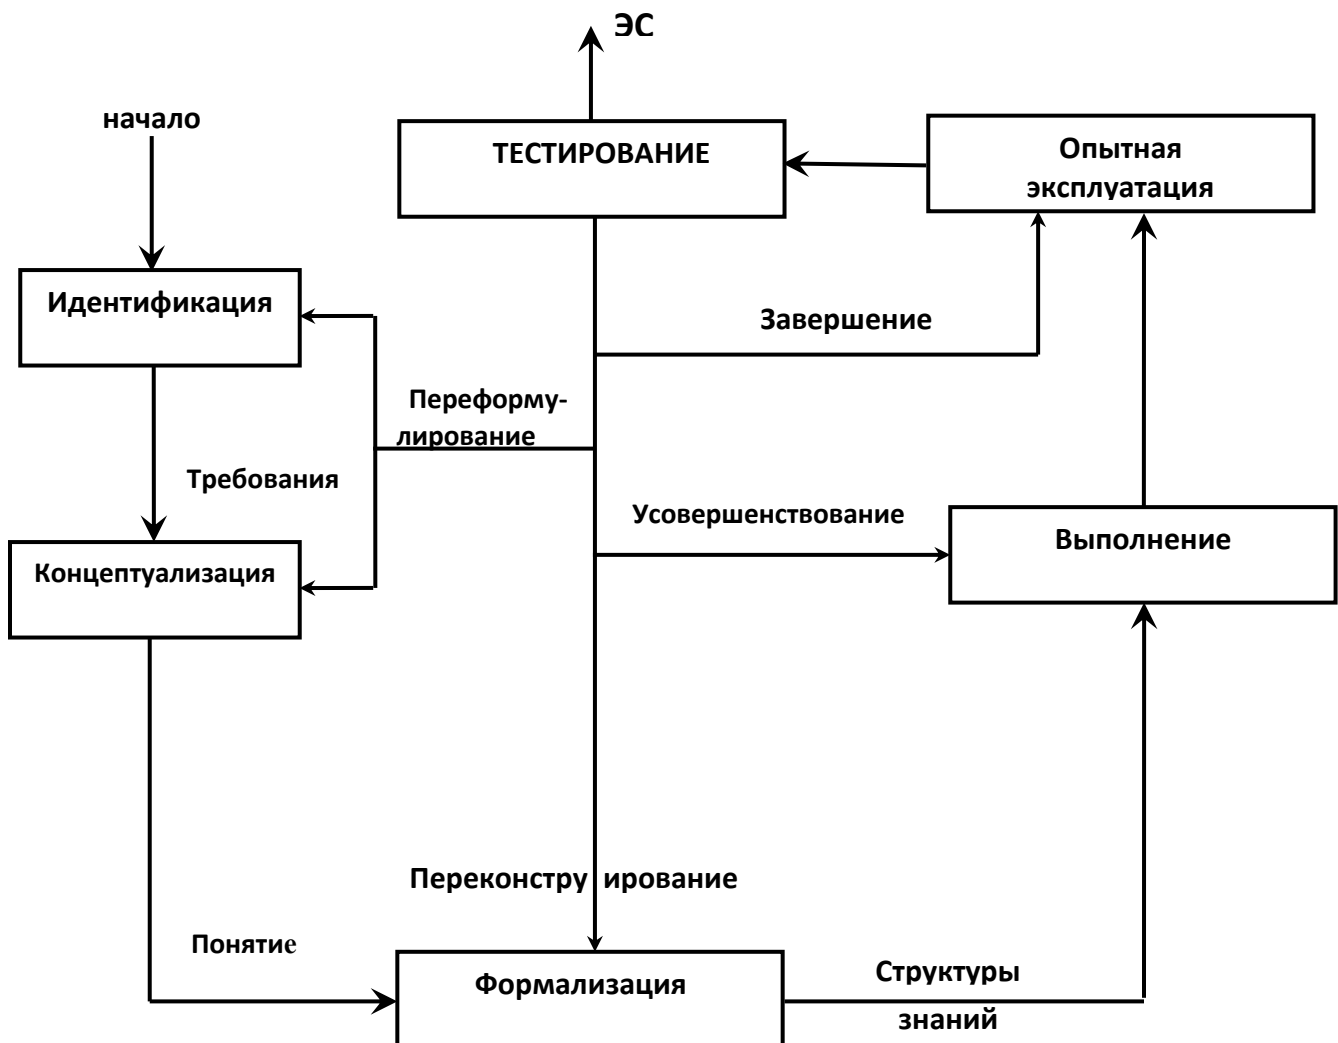 ЭС
начало
ТЕСТИРОВАНИЕ
Опытная
эксплуатация
Идентификация
Завершение
Переформу-
лирование
Требования
Усовершенствование
Выполнение
Концептуализация
Переконстру ирование
Понятие
Формализация
Структуры
знаний